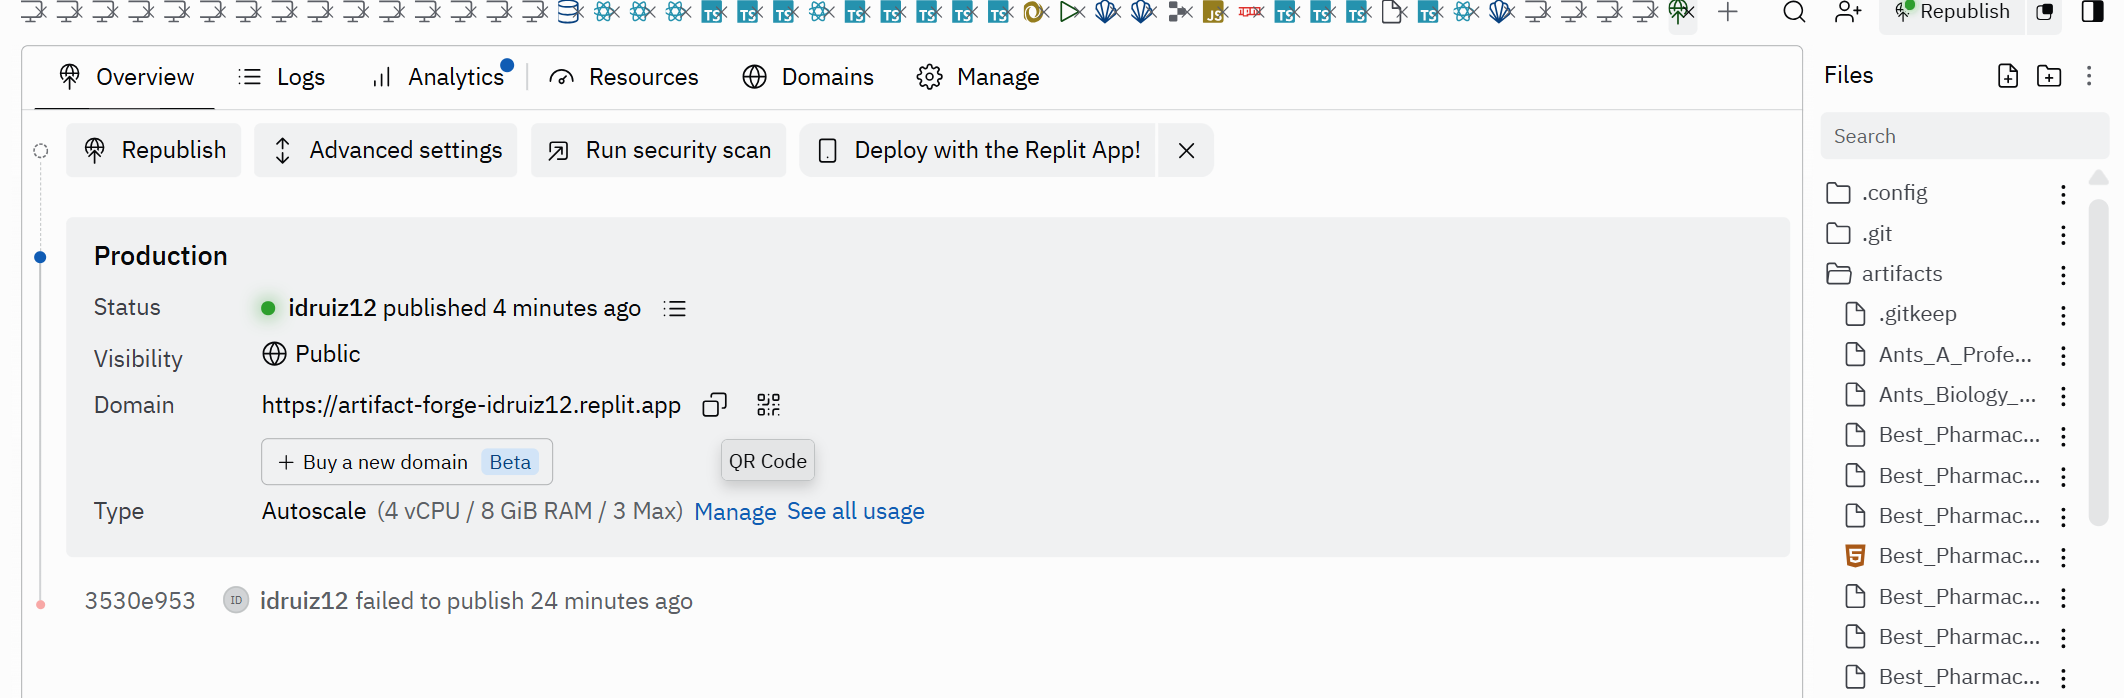 Republish
Overview
Logs
Analytics
Resources
Domains
Manage
Files
Republish
Advanced settings
Run security scan
Deploy with the Replit App!
Search
Production
Status
idruiz12 published 4 minutes ago
Visibility
Public
Domain
https://artifact-forge-idruiz12.replit.app
+ Buy a new domain Beta
QR Code
Type
Autoscale (4 vCPU / 8 GiB RAM / 3 Max) Manage See all usage
3530e953
ID
idruiz12 failed to publish 24 minutes ago
.config
.git
artifacts
.gitkeep
Ants_A_Profe...
Ants_Biology_...
Best_Pharmac...
Best_Pharmac...
Best_Pharmac...
Best_Pharmac...
Best_Pharmac...
Best_Pharmac...
Best_Pharmac...